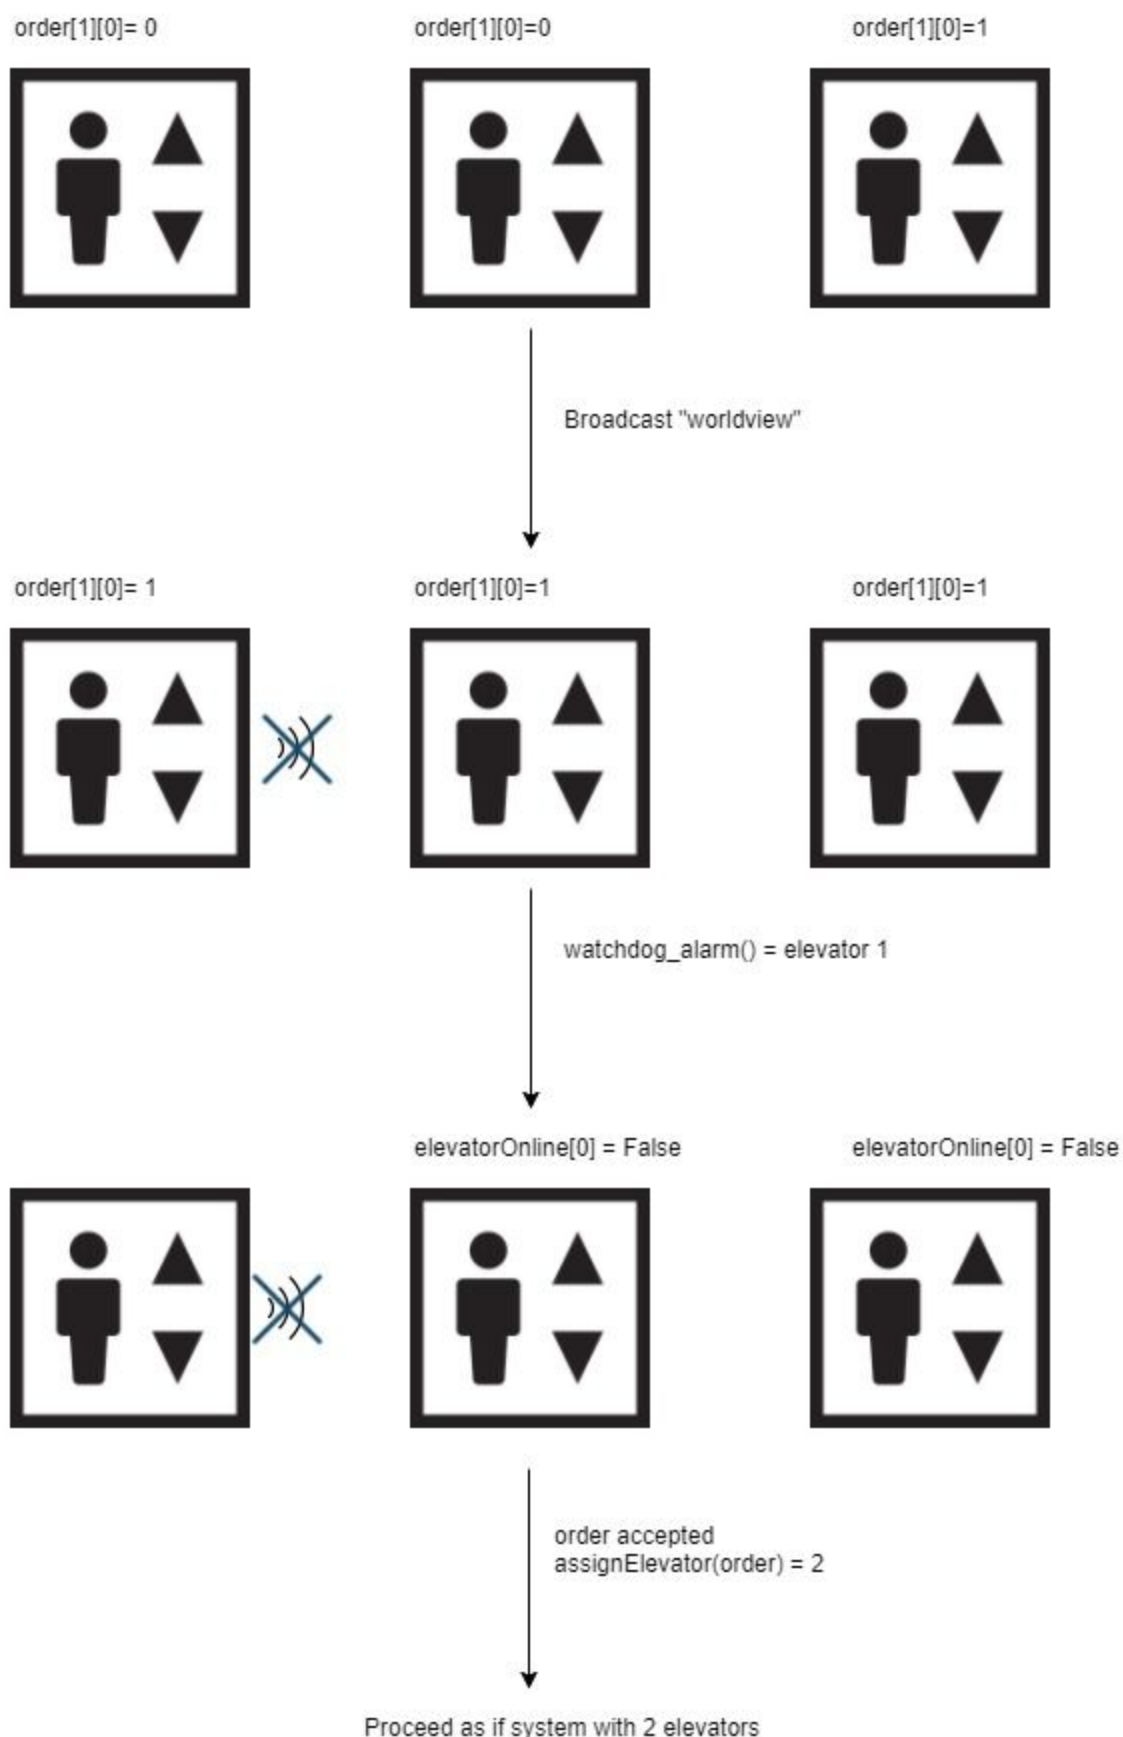 order[1][0]= 0
order[1][0]=0
order[1][0]=1
Broadcast "worldview"
order[1][0]= 1
order[1][0]=1
order[1][0]=1
watchdog_alarm() = elevator 1
elevatorOnline[0] = False
elevatorOnline[0] = False
order accepted
assignElevator(order) = 2
Proceed as if system with 2 elevators